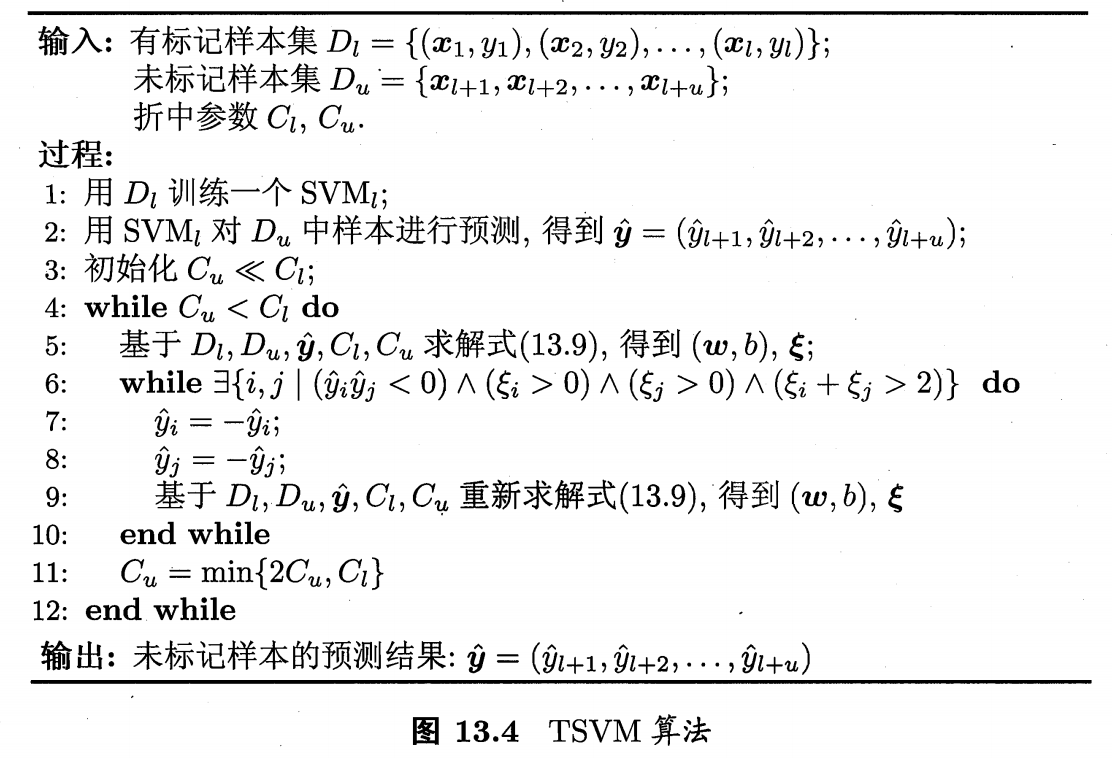 输入: 有标记样本集 $D_l = \{(\boldsymbol{x}_1, y_1), (\boldsymbol{x}_2, y_2), \ldots, (\boldsymbol{x}_l, y_l)\}$;
未标记样本集 $D_u = \{\boldsymbol{x}_{l+1}, \boldsymbol{x}_{l+2}, \ldots, \boldsymbol{x}_{l+u}\}$;
折中参数 $C_l$, $C_u$.
过程:
1: 用 $D_l$ 训练一个 $\mathrm{SVM}_l$;
2: 用 $\mathrm{SVM}_l$ 对 $D_u$ 中样本进行预测, 得到 $\hat{\boldsymbol{y}} = (\hat{y}_{l+1}, \hat{y}_{l+2}, \ldots, \hat{y}_{l+u})$;
3: 初始化 $C_u \ll C_l$;
4: while $C_u < C_l$ do
5: 基于 $D_l, D_u, \hat{\boldsymbol{y}}, C_l, C_u$ 求解式(13.9), 得到 $(\boldsymbol{w}, b)$, $\boldsymbol{\xi}$;
6: while $\exists \{i, j \mid (\hat{y}_i \hat{y}_j < 0) \wedge (\xi_i > 0) \wedge (\xi_j > 0) \wedge (\xi_i + \xi_j > 2)\}$ do
7: $\hat{y}_i = -\hat{y}_i$;
8: $\hat{y}_j = -\hat{y}_j$;
9: 基于 $D_l, D_u, \hat{\boldsymbol{y}}, C_l, C_u$ 重新求解式(13.9), 得到 $(\boldsymbol{w}, b)$, $\boldsymbol{\xi}$
10: end while
11: $C_u = \min\{2C_u, C_l\}$
12: end while
输出: 未标记样本的预测结果: $\hat{\boldsymbol{y}} = (\hat{y}_{l+1}, \hat{y}_{l+2}, \ldots, \hat{y}_{l+u})$
图 13.4 TSVM 算法